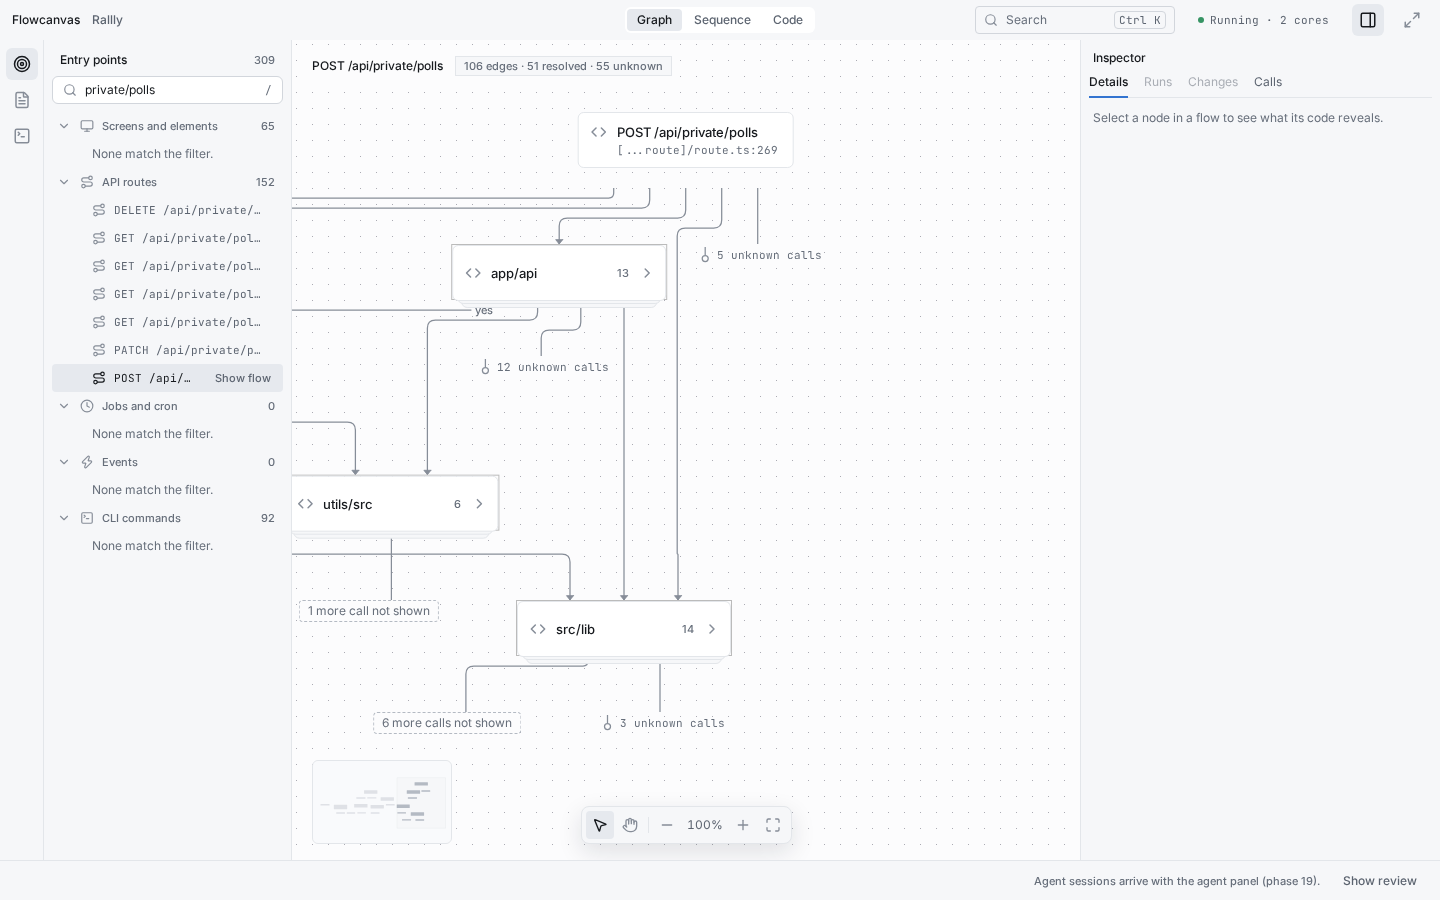 Flowcanvas Rallly
Graph Sequence Code
Search Ctrl K
Running · 2 cores
Entry points 309
private/polls /
Screens and elements 65
None match the filter.
API routes 152
DELETE /api/private/…
GET /api/private/pol…
GET /api/private/pol…
GET /api/private/pol…
GET /api/private/pol…
PATCH /api/private/p…
POST /api/… Show flow
Jobs and cron 0
None match the filter.
Events 0
None match the filter.
CLI commands 92
None match the filter.
POST /api/private/polls
106 edges · 51 resolved · 55 unknown
POST /api/private/polls
[...route]/route.ts:269
5 unknown calls
app/api 13
yes
12 unknown calls
utils/src 6
1 more call not shown
src/lib 14
6 more calls not shown
3 unknown calls
100%
Inspector
Details Runs Changes Calls
Select a node in a flow to see what its code reveals.
Agent sessions arrive with the agent panel (phase 19). Show review